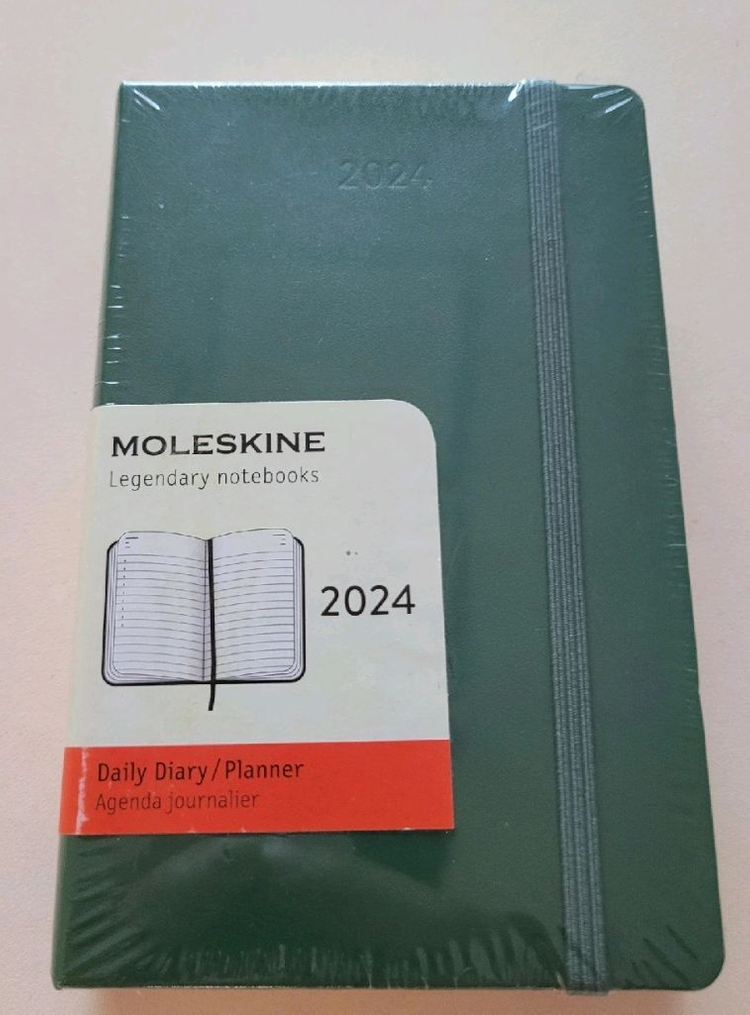 2024
MOLESKINE
Legendary notebooks
2024
Daily Diary / Planner
Agenda journalier